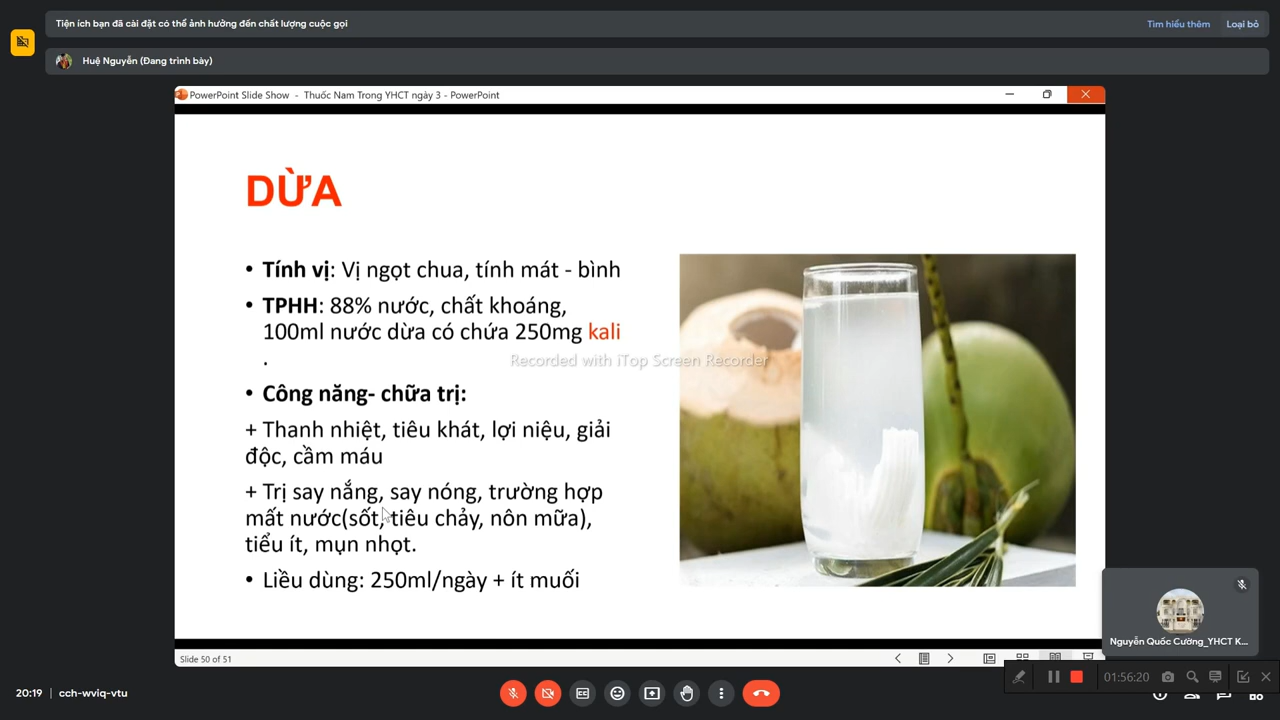 Tiện ích bạn đã cài đặt có thể ảnh hưởng đến chất lượng cuộc gọi
Tìm hiểu thêm
Loại bỏ
Huệ Nguyễn (Đang trình bày)
PowerPoint Slide Show - Thuốc Nam Trong YHCT ngày 3 - PowerPoint
DỪA
• Tính vị: Vị ngọt chua, tính mát - bình
• TPHH: 88% nước, chất khoáng,
100ml nước dừa có chứa 250mg kali
.
Recorded with iTop Screen Recorder
• Công năng- chữa trị:
+ Thanh nhiệt, tiêu khát, lợi niệu, giải
độc, cầm máu
+ Trị say nắng, say nóng, trường hợp
mất nước(sốt, tiêu chảy, nôn mữa),
tiểu ít, mụn nhọt.
• Liều dùng: 250ml/ngày + ít muối
Nguyễn Quốc Cường_YHCT K...
Slide 50 of 51
01:56:20
20:19 | cch-wviq-vtu